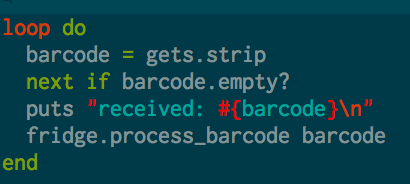 loop do
  barcode = gets.strip
  next if barcode.empty?
  puts "received: #{barcode}\n"
  fridge.process_barcode barcode
end